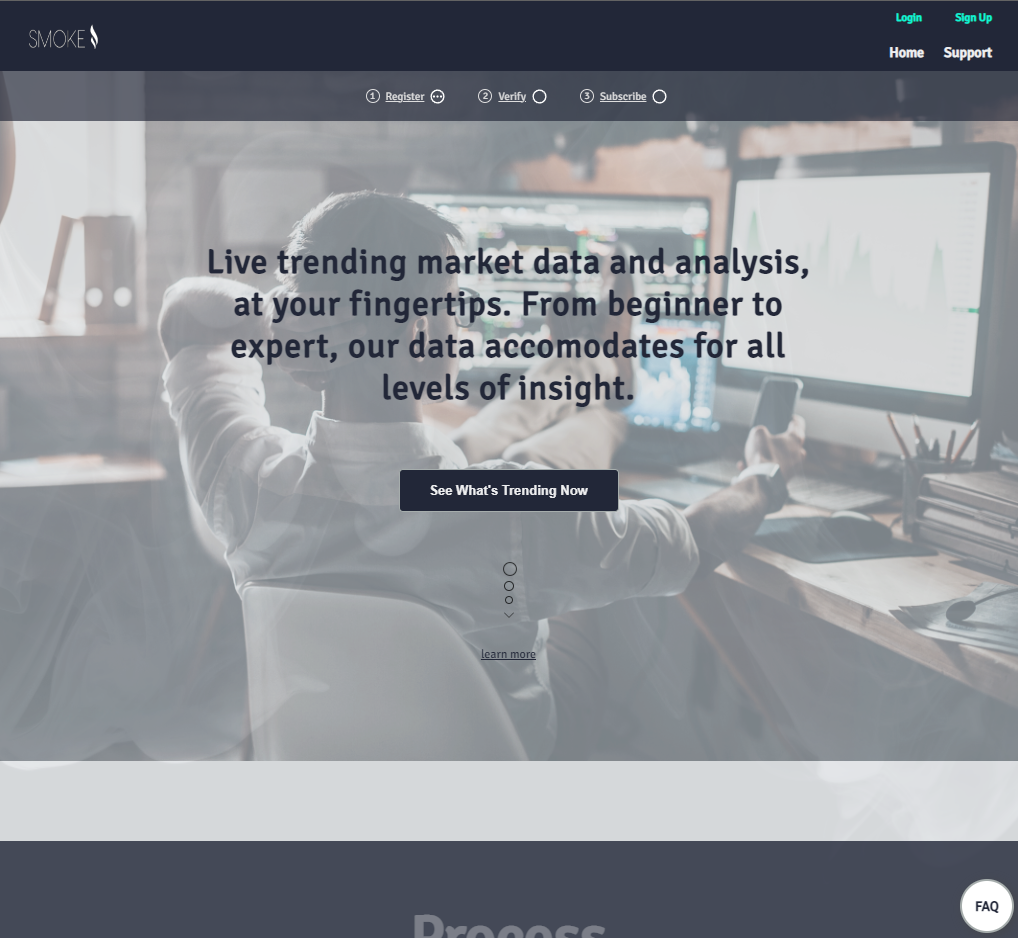 SMOKE
Login Sign Up
Home Support
1 Register 2 Verify 3 Subscribe
Live trending market data and analysis,
at your fingertips. From beginner to
expert, our data accomodates for all
levels of insight.
See What's Trending Now
learn more
FAQ
Process